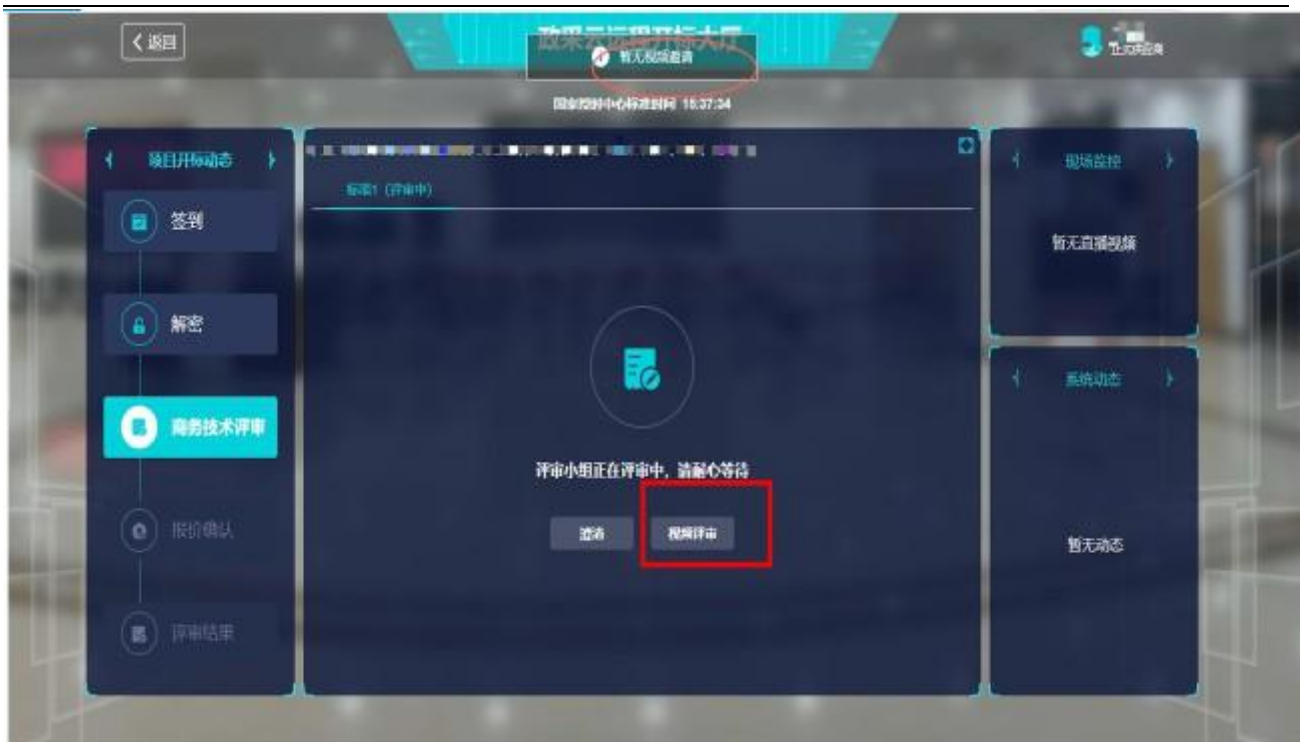 返回
政采云远程开标大厅
暂无视频邀请
国家授时中心标准时间 16:37:34
项目开标动态
签到
解密
商务技术评审
报价确认
评审结果
标项1（评审中）
评审小组正在评审中，请耐心等待
澄清
视频评审
现场监控
暂无直播视频
系统动态
暂无动态